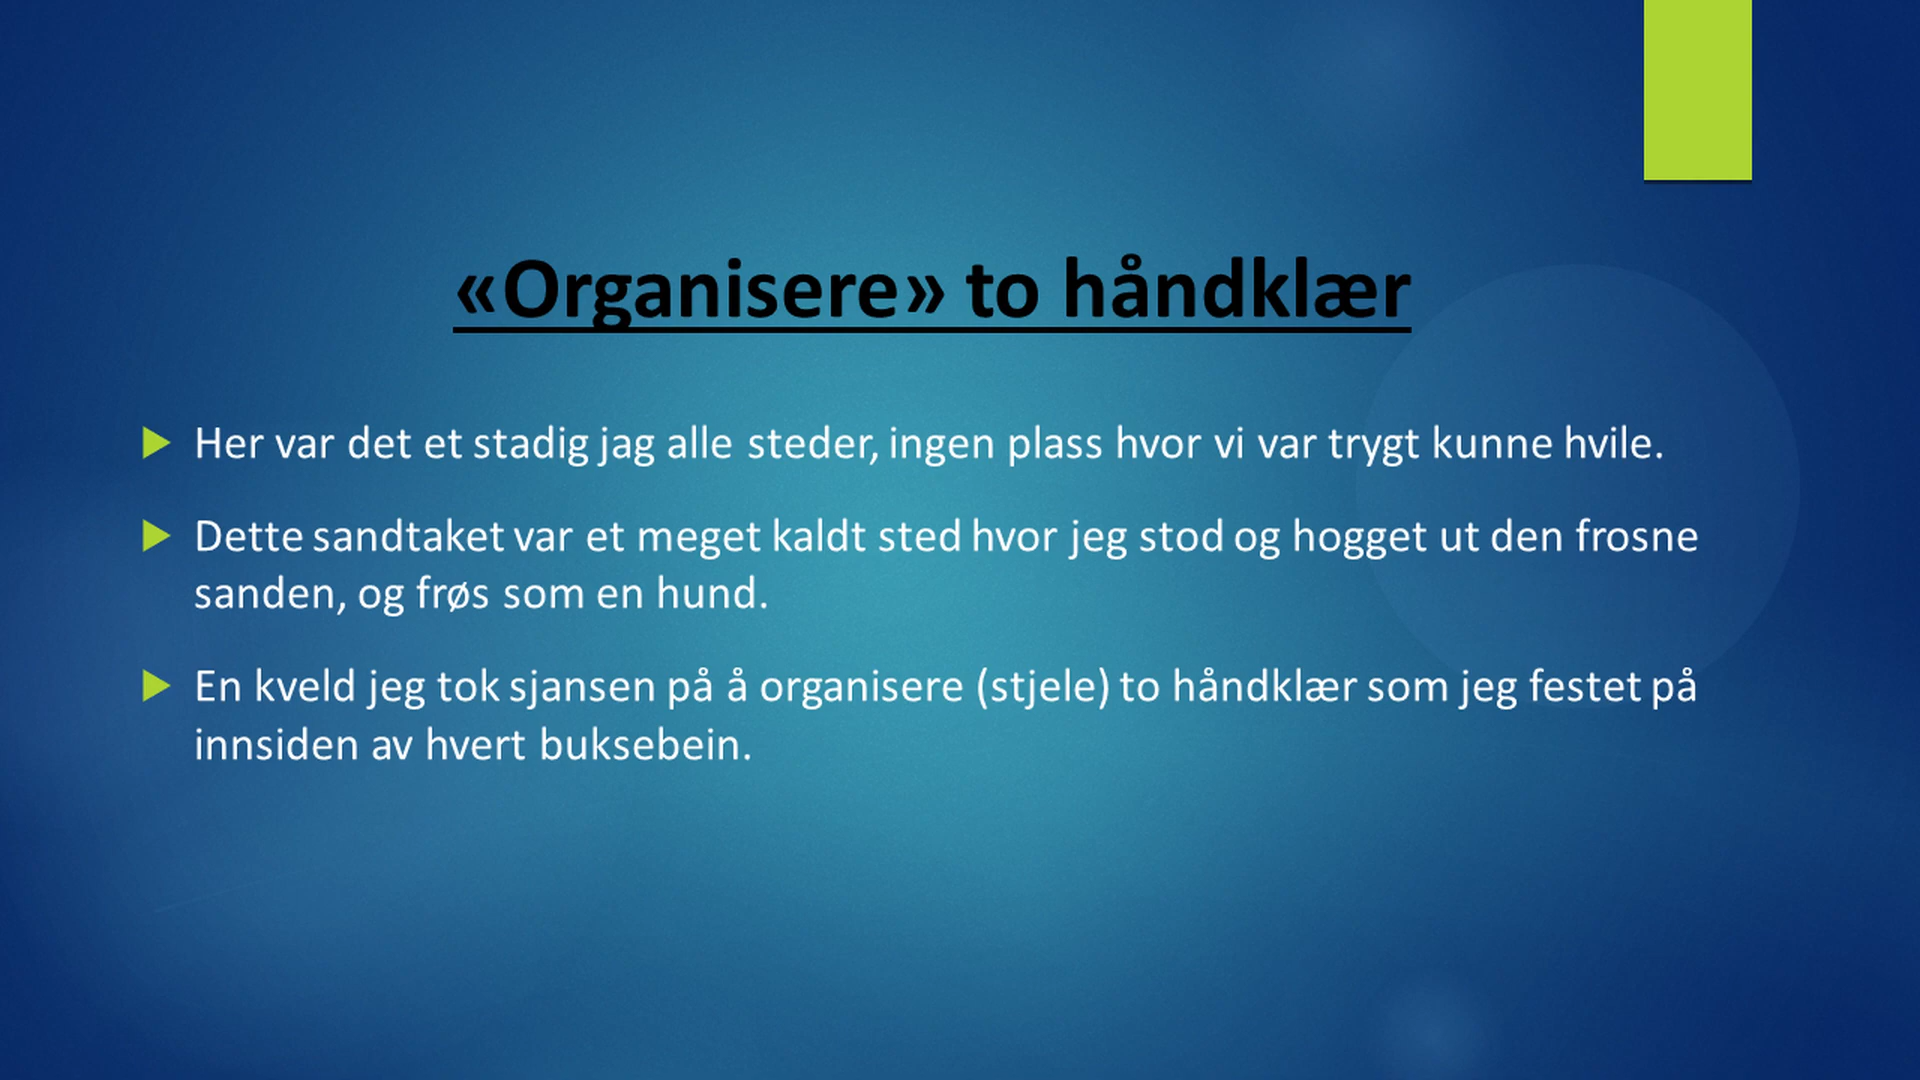 «Organisere» to håndklær
Her var det et stadig jag alle steder, ingen plass hvor vi var trygt kunne hvile.
Dette sandtaket var et meget kaldt sted hvor jeg stod og hogget ut den frosne
sanden, og frøs som en hund.
En kveld jeg tok sjansen på å organisere (stjele) to håndklær som jeg festet på
innsiden av hvert buksebein.